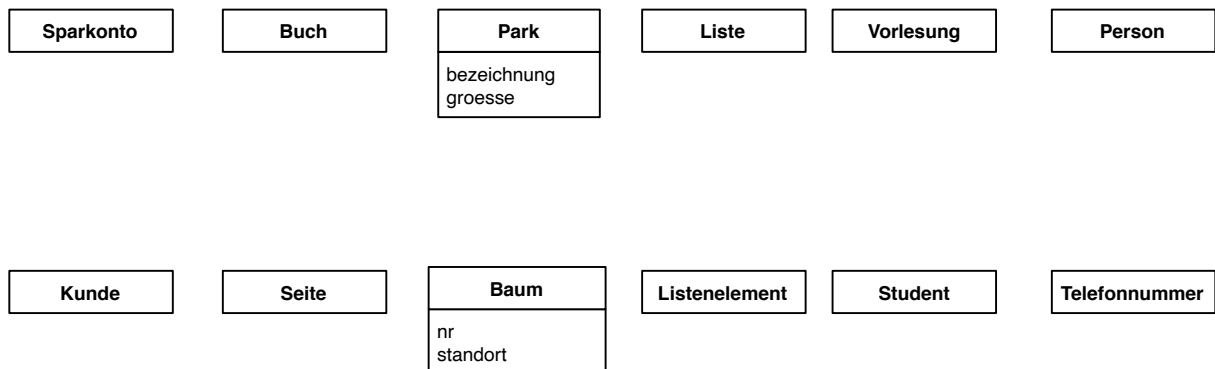 Sparkonto
Buch
Park
Liste
Vorlesung
Person
bezeichnung
groesse
Kunde
Seite
Baum
Listenelement
Student
Telefonnummer
nr
standort